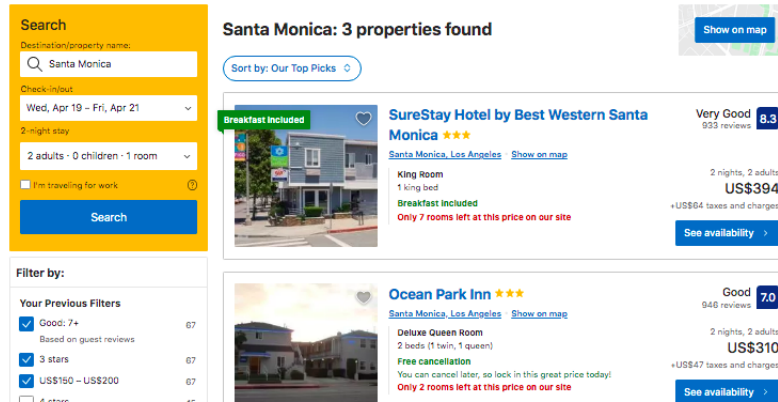 Search
Destination/property name:
Santa Monica
Check-in/out
Wed, Apr 19 – Fri, Apr 21
2-night stay
2 adults · 0 children · 1 room
I'm traveling for work
Search
Filter by:
Your Previous Filters
Good: 7+ 67
Based on guest reviews
3 stars 67
US$150 – US$200 67
4 stars
Santa Monica: 3 properties found
Show on map
Sort by: Our Top Picks
Breakfast included
SureStay Hotel by Best Western Santa
Monica
Santa Monica, Los Angeles · Show on map
King Room
1 king bed
Breakfast included
Only 7 rooms left at this price on our site
Very Good 8.3
933 reviews
2 nights, 2 adults
US$394
+US$64 taxes and charges
See availability
Ocean Park Inn
Santa Monica, Los Angeles · Show on map
Deluxe Queen Room
2 beds (1 twin, 1 queen)
Free cancellation
You can cancel later, so lock in this great price today!
Only 2 rooms left at this price on our site
Good 7.0
946 reviews
2 nights, 2 adults
US$310
+US$47 taxes and charges
See availability